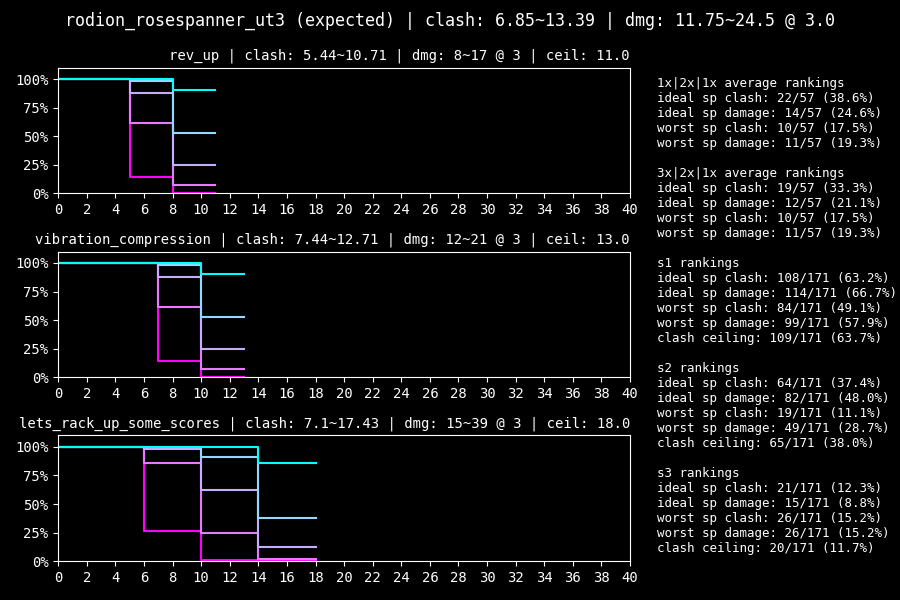 rodion_rosespanner_ut3 (expected) | clash: 6.85~13.39 | dmg: 11.75~24.5 @ 3.0
rev_up | clash: 5.44~10.71 | dmg: 8~17 @ 3 | ceil: 11.0
100%
75%
50%
25%
0%
0 2 4 6 8 10 12 14 16 18 20 22 24 26 28 30 32 34 36 38 40
vibration_compression | clash: 7.44~12.71 | dmg: 12~21 @ 3 | ceil: 13.0
100%
75%
50%
25%
0%
0 2 4 6 8 10 12 14 16 18 20 22 24 26 28 30 32 34 36 38 40
lets_rack_up_some_scores | clash: 7.1~17.43 | dmg: 15~39 @ 3 | ceil: 18.0
100%
75%
50%
25%
0%
0 2 4 6 8 10 12 14 16 18 20 22 24 26 28 30 32 34 36 38 40
1x|2x|1x average rankings
ideal sp clash: 22/57 (38.6%)
ideal sp damage: 14/57 (24.6%)
worst sp clash: 10/57 (17.5%)
worst sp damage: 11/57 (19.3%)
3x|2x|1x average rankings
ideal sp clash: 19/57 (33.3%)
ideal sp damage: 12/57 (21.1%)
worst sp clash: 10/57 (17.5%)
worst sp damage: 11/57 (19.3%)
s1 rankings
ideal sp clash: 108/171 (63.2%)
ideal sp damage: 114/171 (66.7%)
worst sp clash: 84/171 (49.1%)
worst sp damage: 99/171 (57.9%)
clash ceiling: 109/171 (63.7%)
s2 rankings
ideal sp clash: 64/171 (37.4%)
ideal sp damage: 82/171 (48.0%)
worst sp clash: 19/171 (11.1%)
worst sp damage: 49/171 (28.7%)
clash ceiling: 65/171 (38.0%)
s3 rankings
ideal sp clash: 21/171 (12.3%)
ideal sp damage: 15/171 (8.8%)
worst sp clash: 26/171 (15.2%)
worst sp damage: 26/171 (15.2%)
clash ceiling: 20/171 (11.7%)